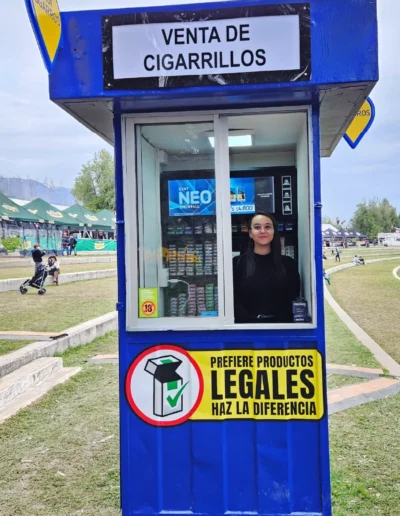 VENTA DE
CIGARRILLOS
NEO
18
PREFIERE PRODUCTOS
LEGALES
HAZ LA DIFERENCIA